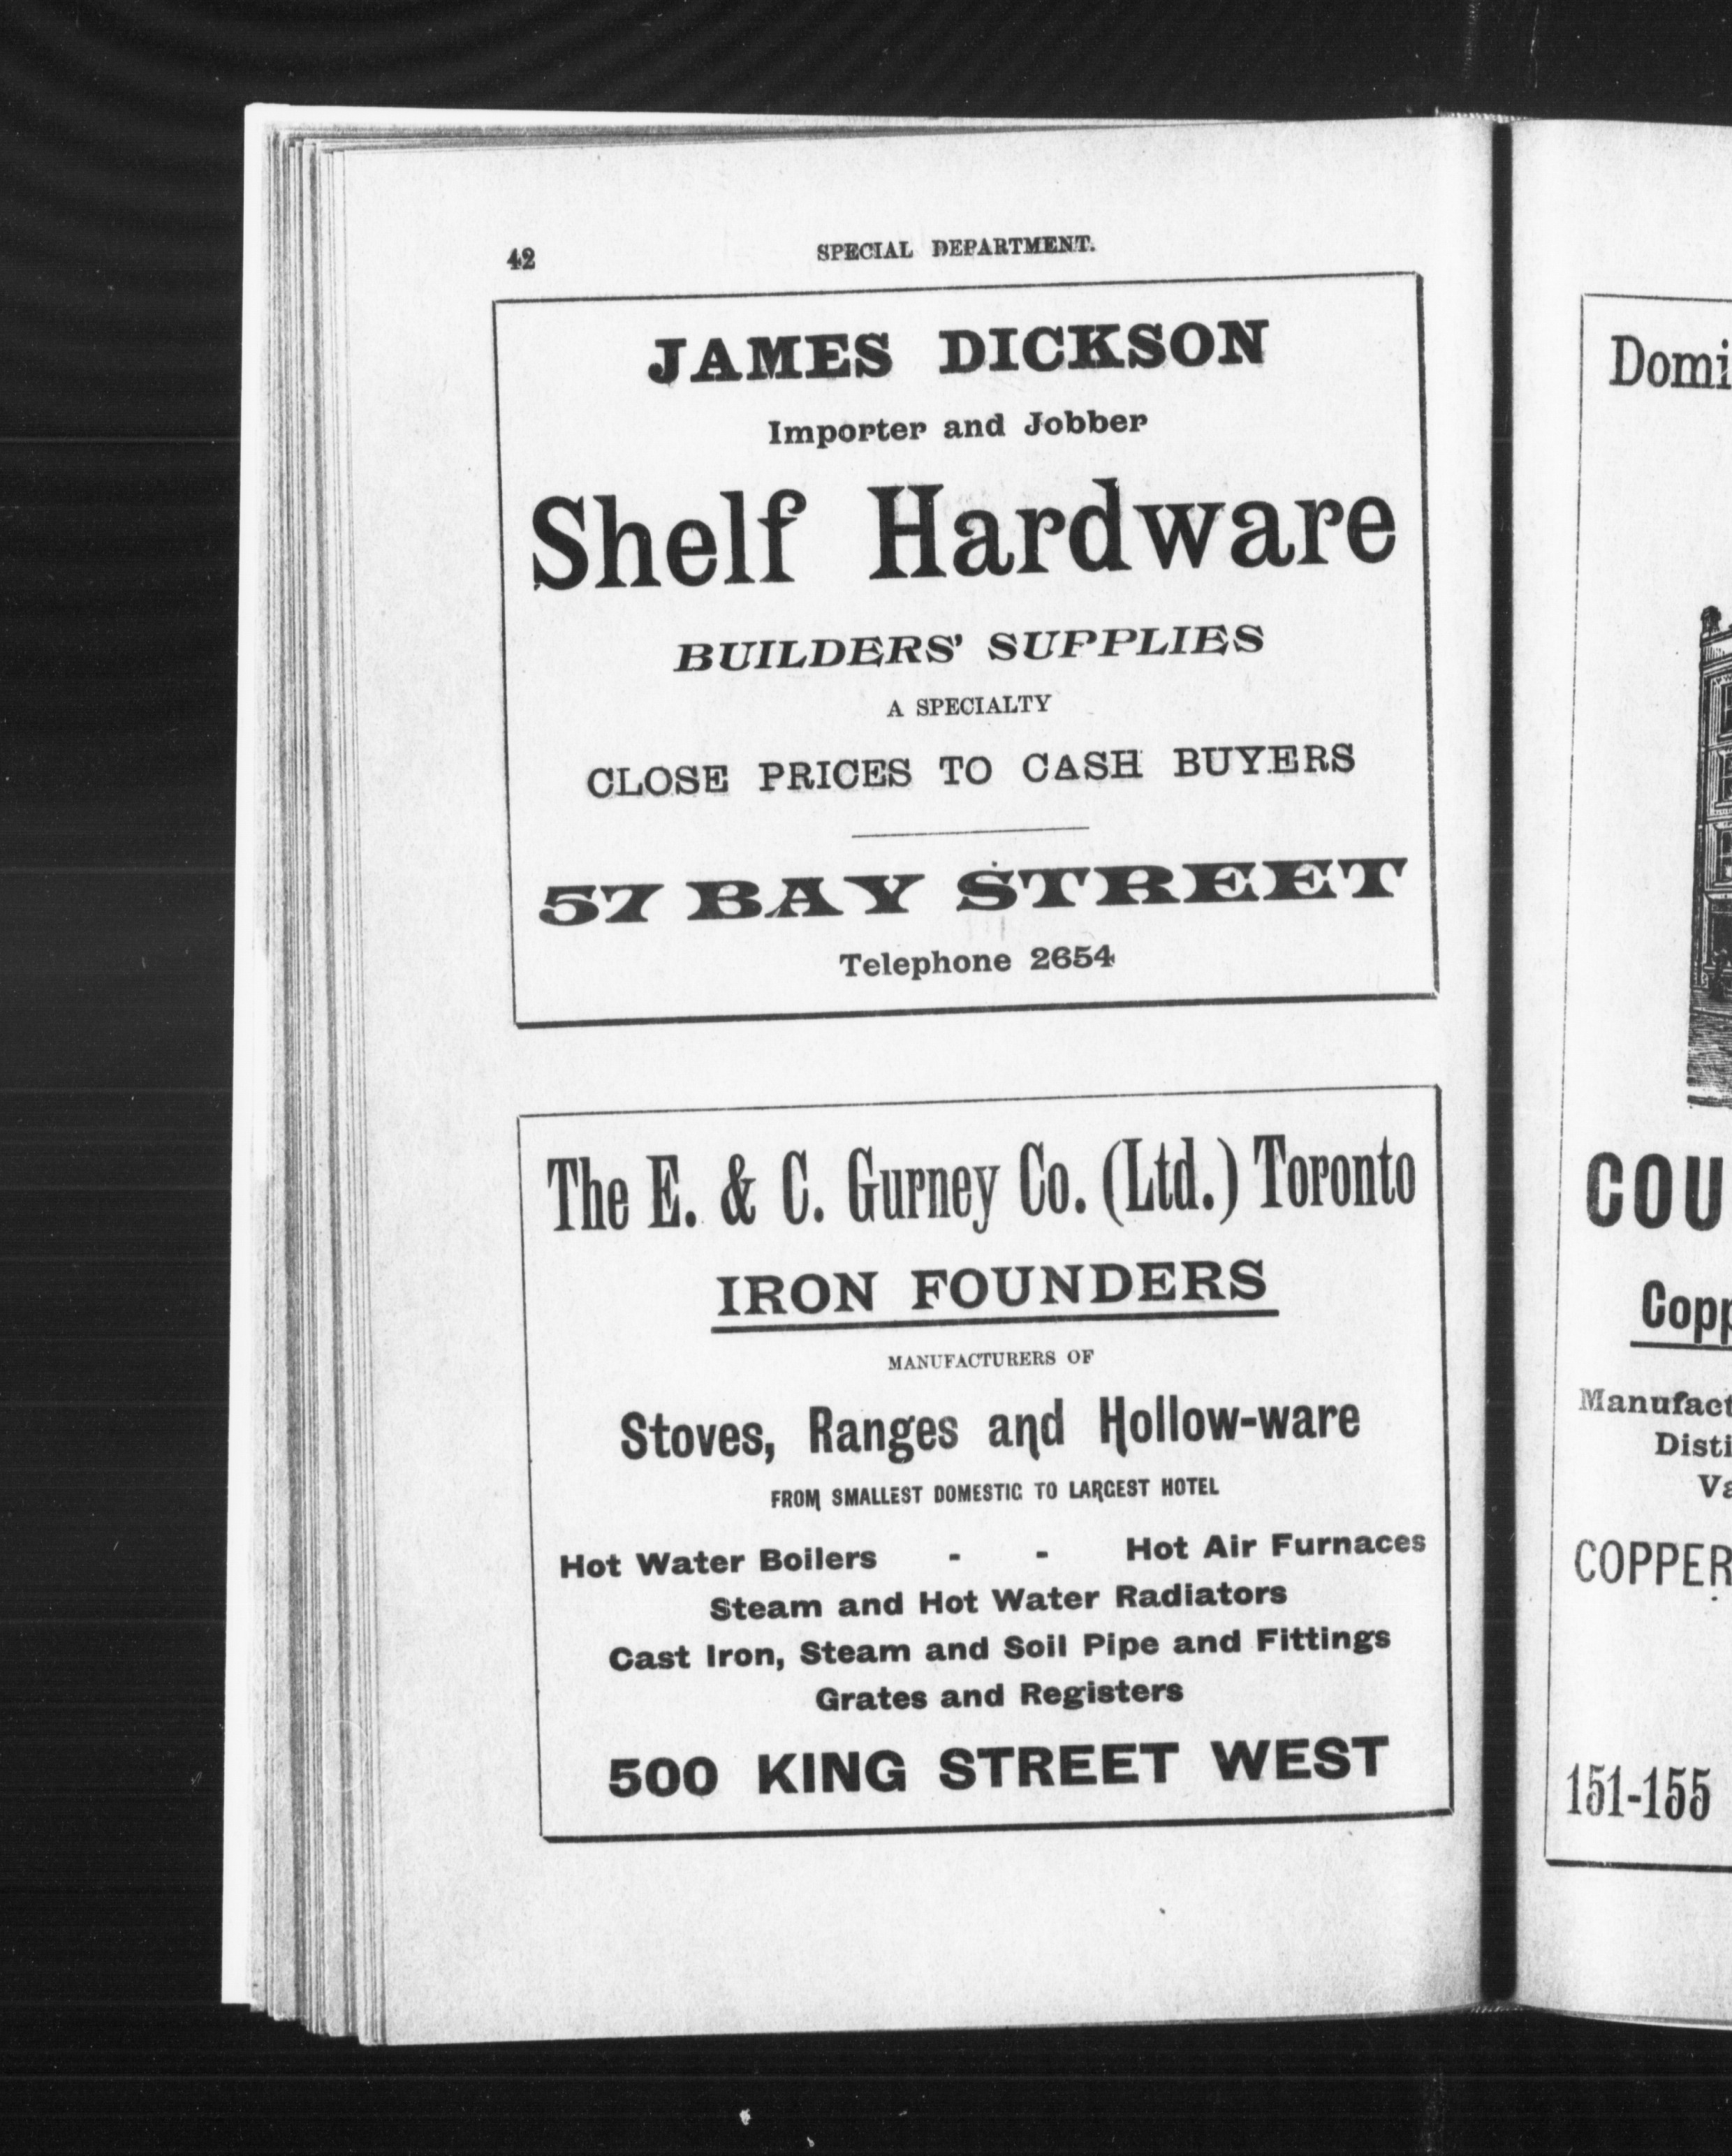 42
SPECIAL DEPARTMENT.
JAMES DICKSON
Importer and Jobber
Shelf Hardware
BUILDERS' SUPPLIES
A SPECIALTY
CLOSE PRICES TO CASH BUYERS
57 BAY STREET
Telephone 2654
The E. & C. Gurney Co. (Ltd.) Toronto
IRON FOUNDERS
MANUFACTURERS OF
Stoves, Ranges and Hollow-ware
FROM SMALLEST DOMESTIC TO LARGEST HOTEL
Hot Water Boilers - - Hot Air Furnaces
Steam and Hot Water Radiators
Cast Iron, Steam and Soil Pipe and Fittings
Grates and Registers
500 KING STREET WEST
Domi
COU
Copp
Manufact
Disti
Va
COPPER
151-155